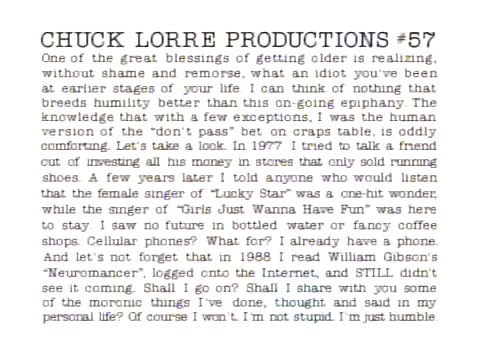 CHUCK LORRE PRODUCTIONS #57
One of the great blessings of getting older is realizing,
without shame and remorse, what an idiot you've been
at earlier stages of your life. I can think of nothing that
breeds humility better than this on-going epiphany. The
knowledge that with a few exceptions, I was the human
version of the "don't pass" bet on craps table, is oddly
comforting. Let's take a look. In 1977 I tried to talk a friend
out of investing all his money in stores that only sold running
shoes. A few years later I told anyone who would listen
that the female singer of "Lucky Star" was a one-hit wonder,
while the singer of "Girls Just Wanna Have Fun" was here
to stay. I saw no future in bottled water or fancy coffee
shops. Cellular phones? What for? I already have a phone.
And let's not forget that in 1988 I read William Gibson's
"Neuromancer", logged onto the Internet, and STILL didn't
see it coming. Shall I go on? Shall I share with you some
of the moronic things I've done, thought and said in my
personal life? Of course I won't. I'm not stupid. I'm just humble.